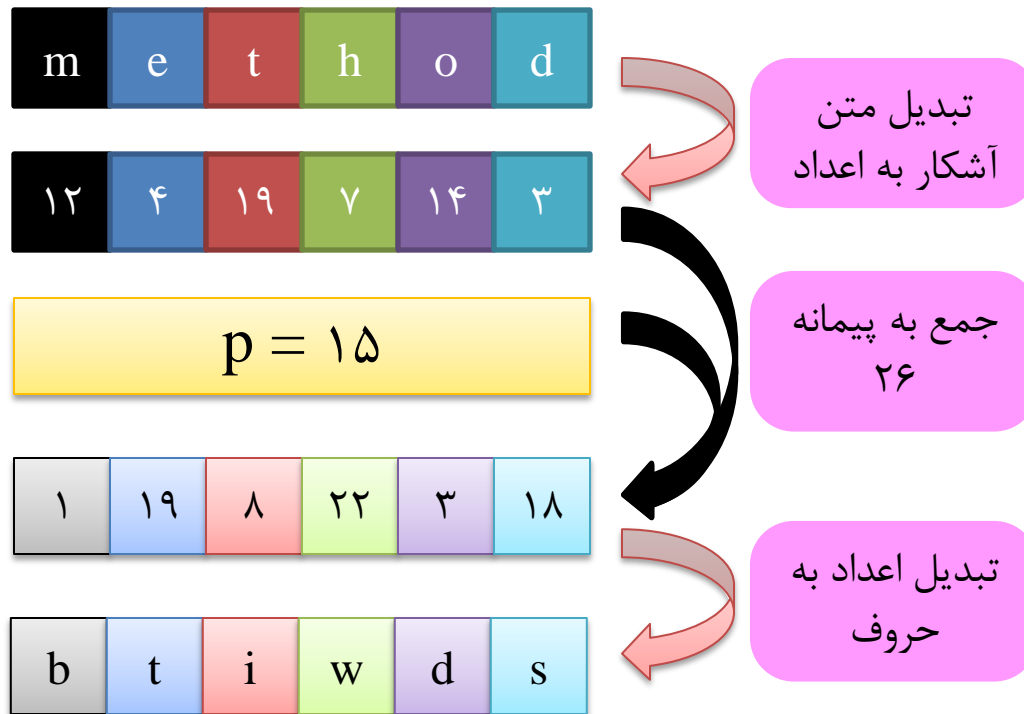 m e t h o d
تبدیل متن
آشکار به اعداد
۱۲ ۴ ۱۹ ۷ ۱۴ ۳
p = ۱۵
جمع به پیمانه
۲۶
۱ ۱۹ ۸ ۲۲ ۳ ۱۸
تبدیل اعداد به
حروف
b t i w d s